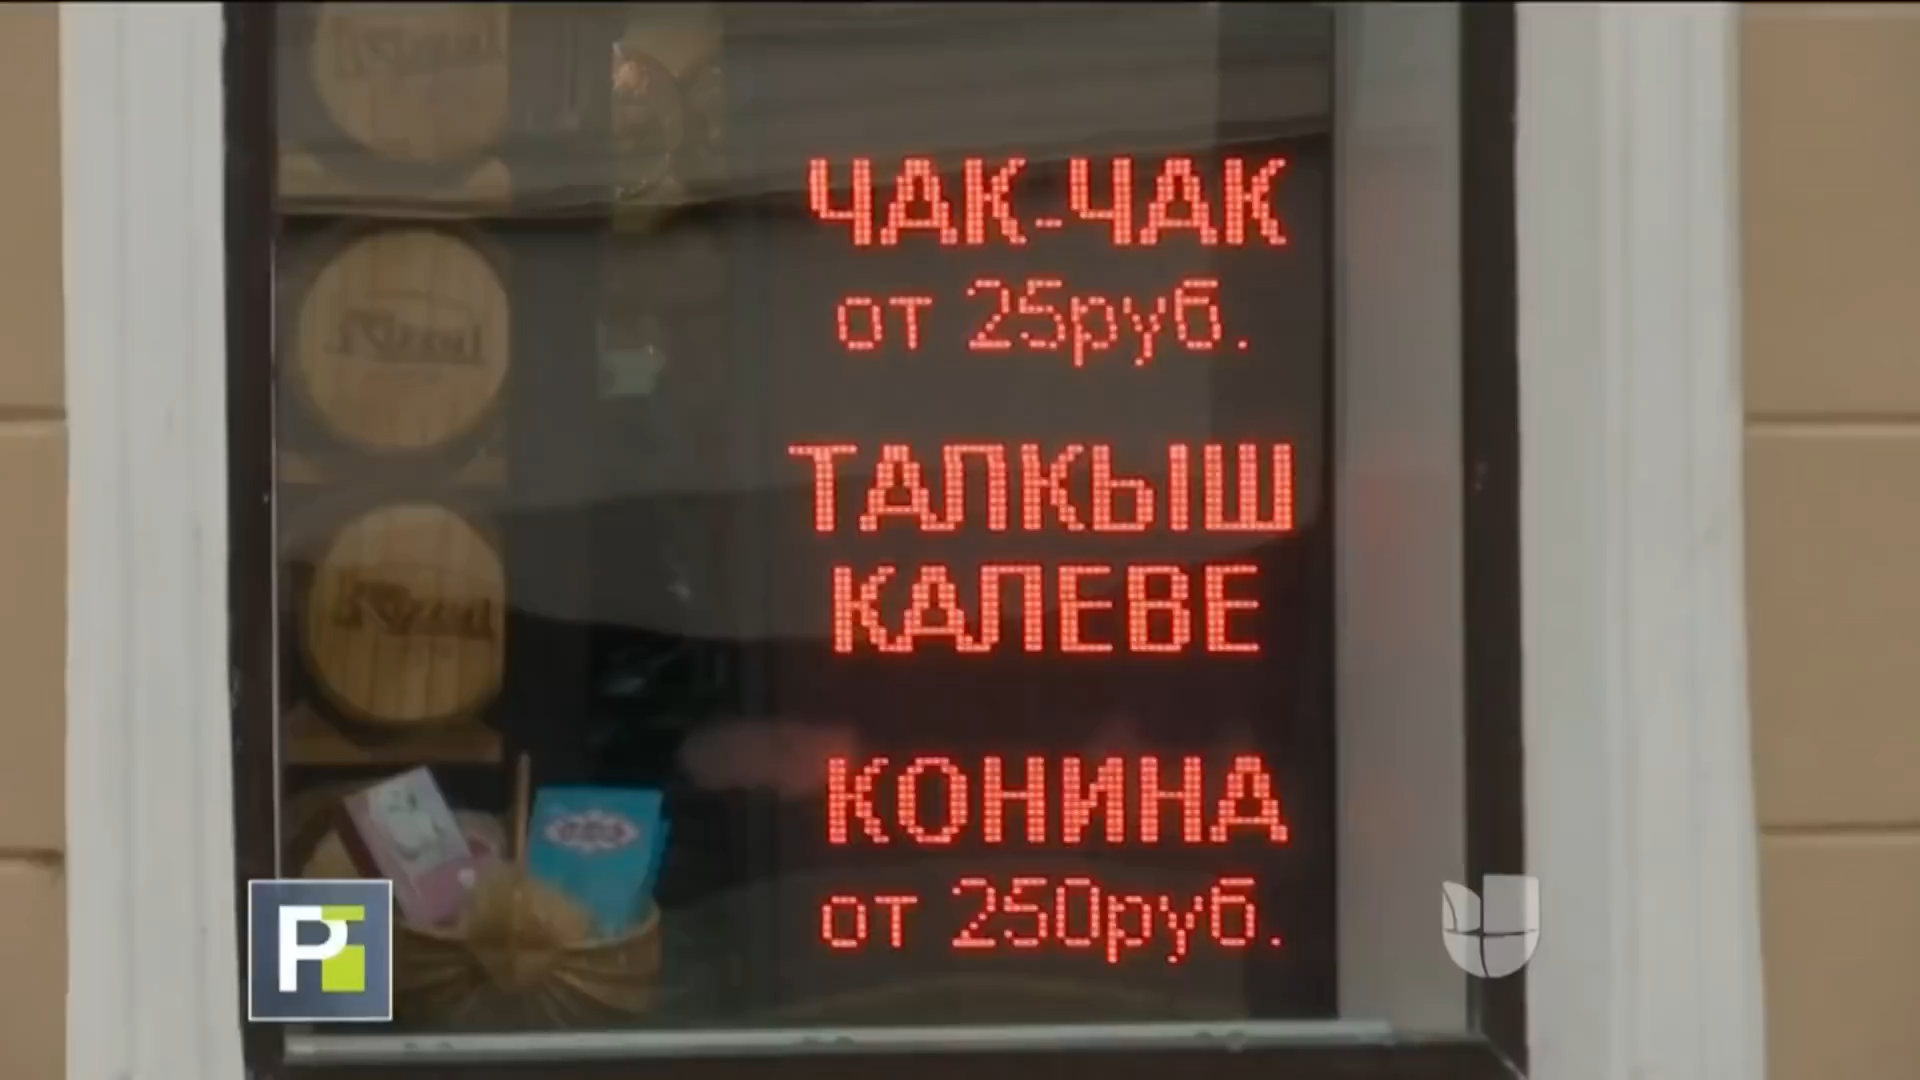 ЧАК-ЧАК
от 25руб.
ТАЛКЫШ
КАЛЕВЕ
КОНИНА
от 250руб.